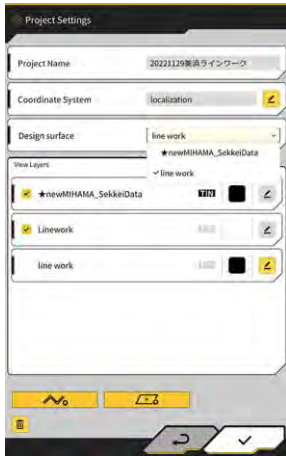 Project Settings
Project Name
20221129美浜ラインワーク
Coordinate System
localization
Design surface
line work
★newMIHAMA_SekkeiData
✓line work
View Layers
★newMIHAMA_SekkeiData
TIN
Linework
line work